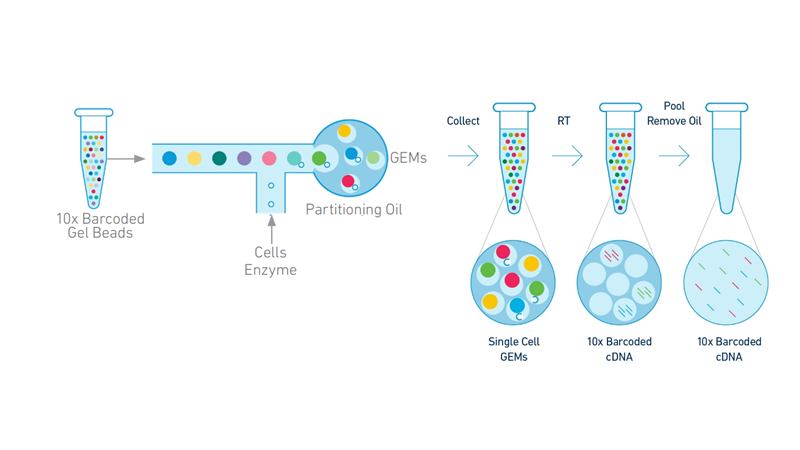 10x Barcoded
Gel Beads
Cells
Enzyme
GEMs
Partitioning Oil
Collect
RT
Pool
Remove Oil
Single Cell
GEMs
10x Barcoded
cDNA
10x Barcoded
cDNA